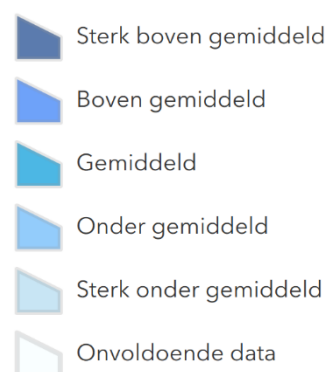 Sterk boven gemiddeld
Boven gemiddeld
Gemiddeld
Onder gemiddeld
Sterk onder gemiddeld
Onvoldoende data